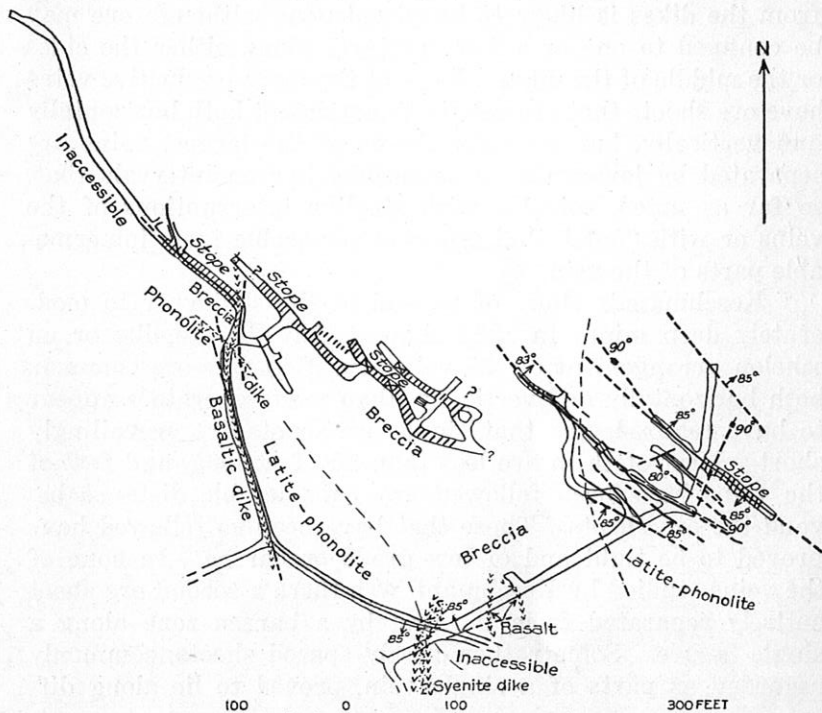 N
Inaccessible
Stope
Phonolite
Breccia
Stope
Stope
Breccia
dike
Basaltic dike
Latite-phonolite
?
?
83°
90°
85°
90°
85°
80°
85°
90°
85°
85°
Stope
Breccia
Latite-phonolite
85°
85°
Basalt
Inaccessible
Syenite dike
100 0 100 300 FEET